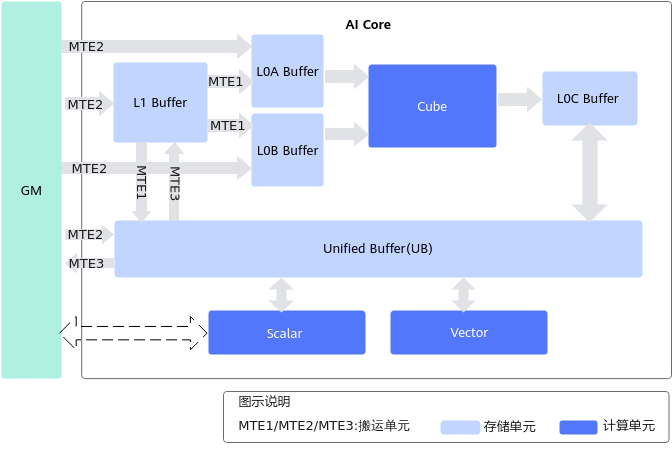 AI Core
MTE2
L0A Buffer
MTE1
L1 Buffer
MTE2
Cube
L0C Buffer
MTE1
L0B Buffer
MTE2
MTE1
MTE3
GM
MTE2
Unified Buffer(UB)
MTE3
Scalar
Vector
图示说明
MTE1/MTE2/MTE3:搬运单元
存储单元
计算单元